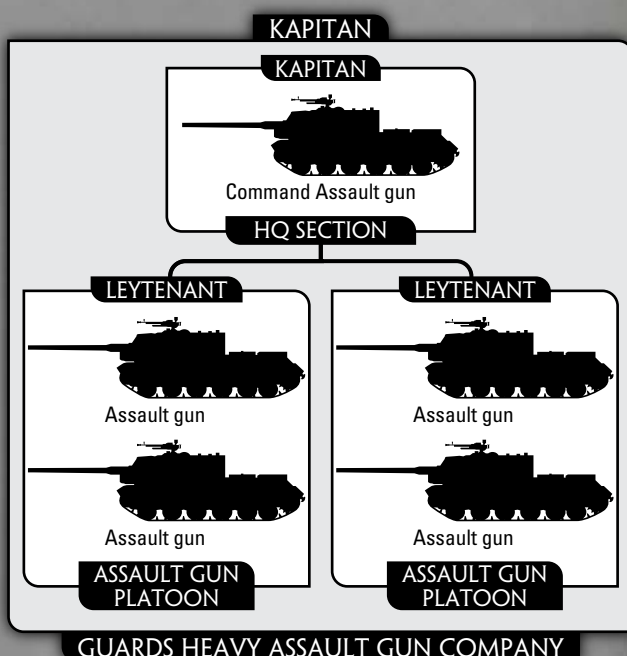 KAPITAN
KAPITAN
Command Assault gun
HQ SECTION
LEYTENANT
Assault gun
Assault gun
ASSAULT GUN
PLATOON
LEYTENANT
Assault gun
Assault gun
ASSAULT GUN
PLATOON
GUARDS HEAVY ASSAULT GUN COMPANY